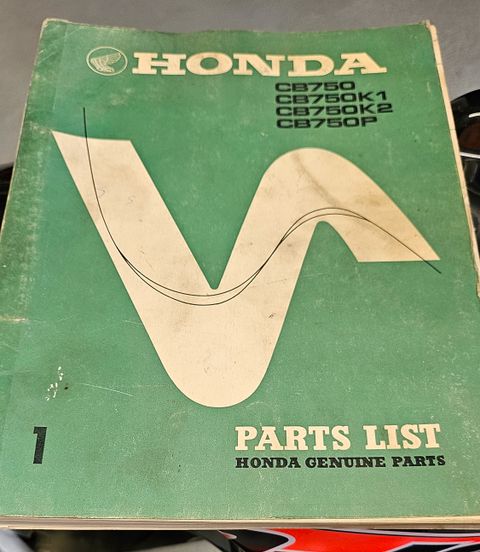 HONDA
CB750
CB750K1
CB750K2
CB750P
1
PARTS LIST
HONDA GENUINE PARTS